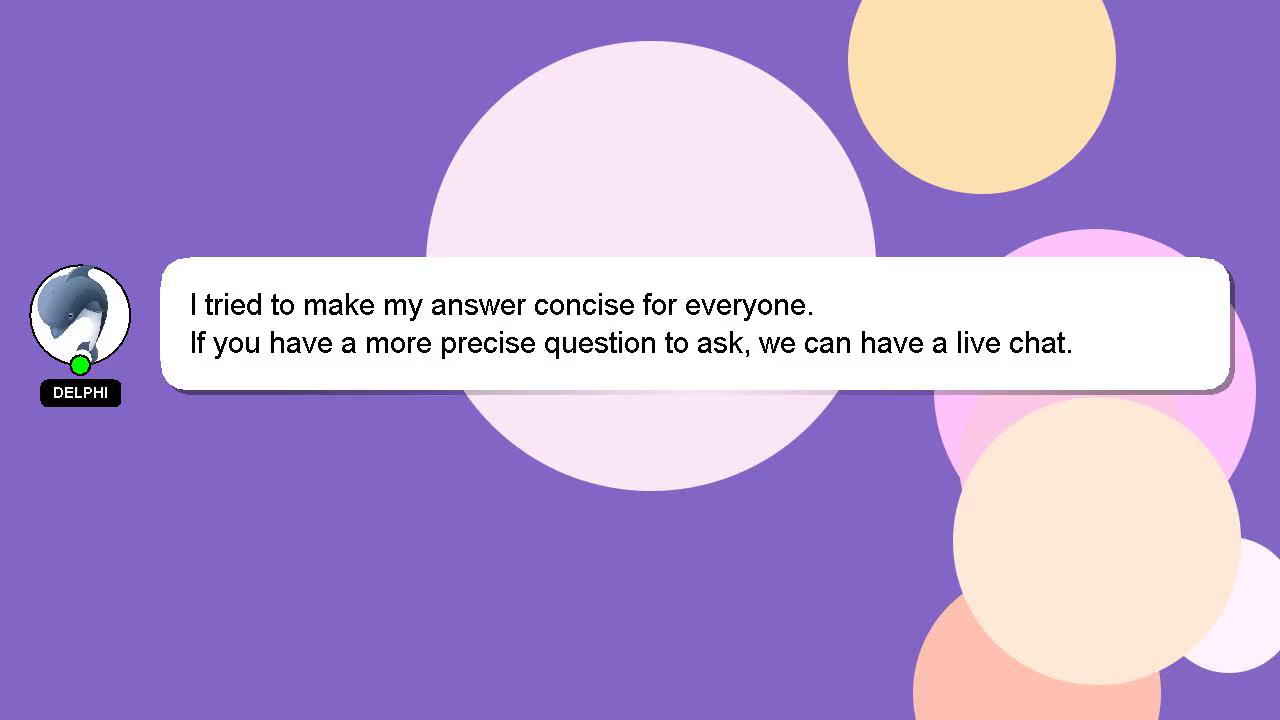 I tried to make my answer concise for everyone.
If you have a more precise question to ask, we can have a live chat.
DELPHI